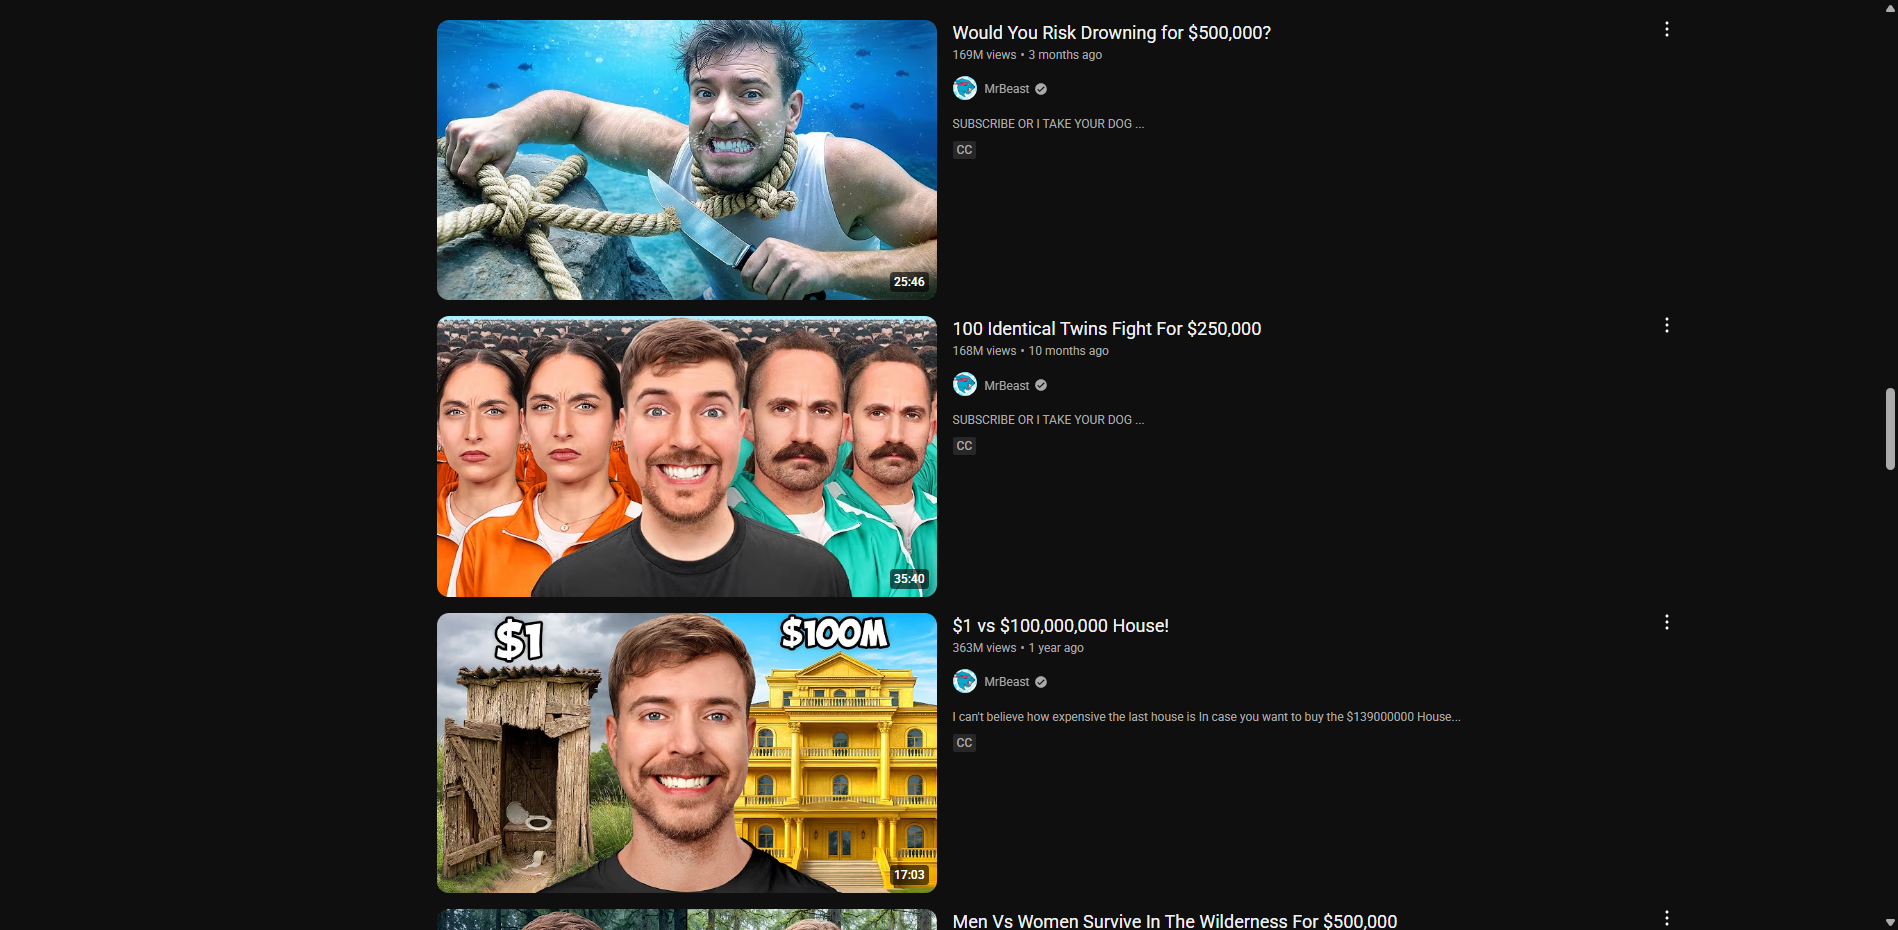 Would You Risk Drowning for $500,000?
169M views • 3 months ago
MrBeast
SUBSCRIBE OR I TAKE YOUR DOG ...
CC
25:46
100 Identical Twins Fight For $250,000
168M views • 10 months ago
MrBeast
SUBSCRIBE OR I TAKE YOUR DOG ...
CC
35:40
$1 $100M
$1 vs $100,000,000 House!
363M views • 1 year ago
MrBeast
I can't believe how expensive the last house is In case you want to buy the $139000000 House...
CC
17:03
Men Vs Women Survive In The Wilderness For $500,000